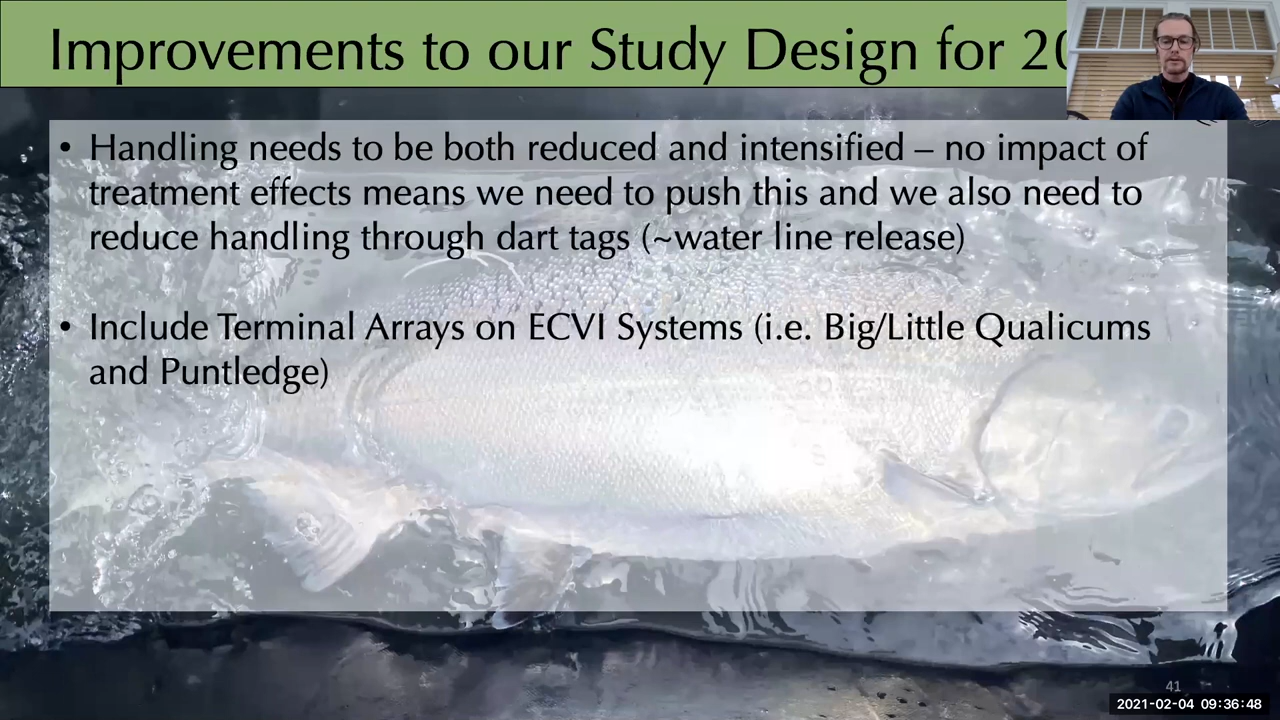 Improvements to our Study Design for 20
• Handling needs to be both reduced and intensified – no impact of
treatment effects means we need to push this and we also need to
reduce handling through dart tags (~water line release)
• Include Terminal Arrays on ECVI Systems (i.e. Big/Little Qualicums
and Puntledge)
41
2021-02-04 09:36:48